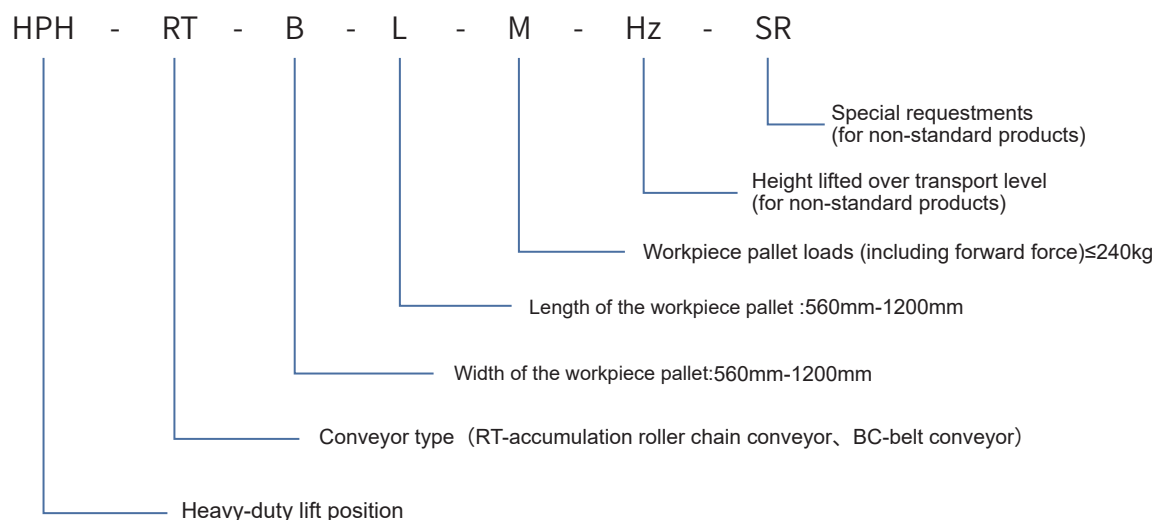 HPH - RT - B - L - M - Hz - SR
Special requestments
(for non-standard products)
Height lifted over transport level
(for non-standard products)
Workpiece pallet loads (including forward force)≤240kg
Length of the workpiece pallet :560mm-1200mm
Width of the workpiece pallet:560mm-1200mm
Conveyor type（RT-accumulation roller chain conveyor、BC-belt conveyor）
Heavy-duty lift position